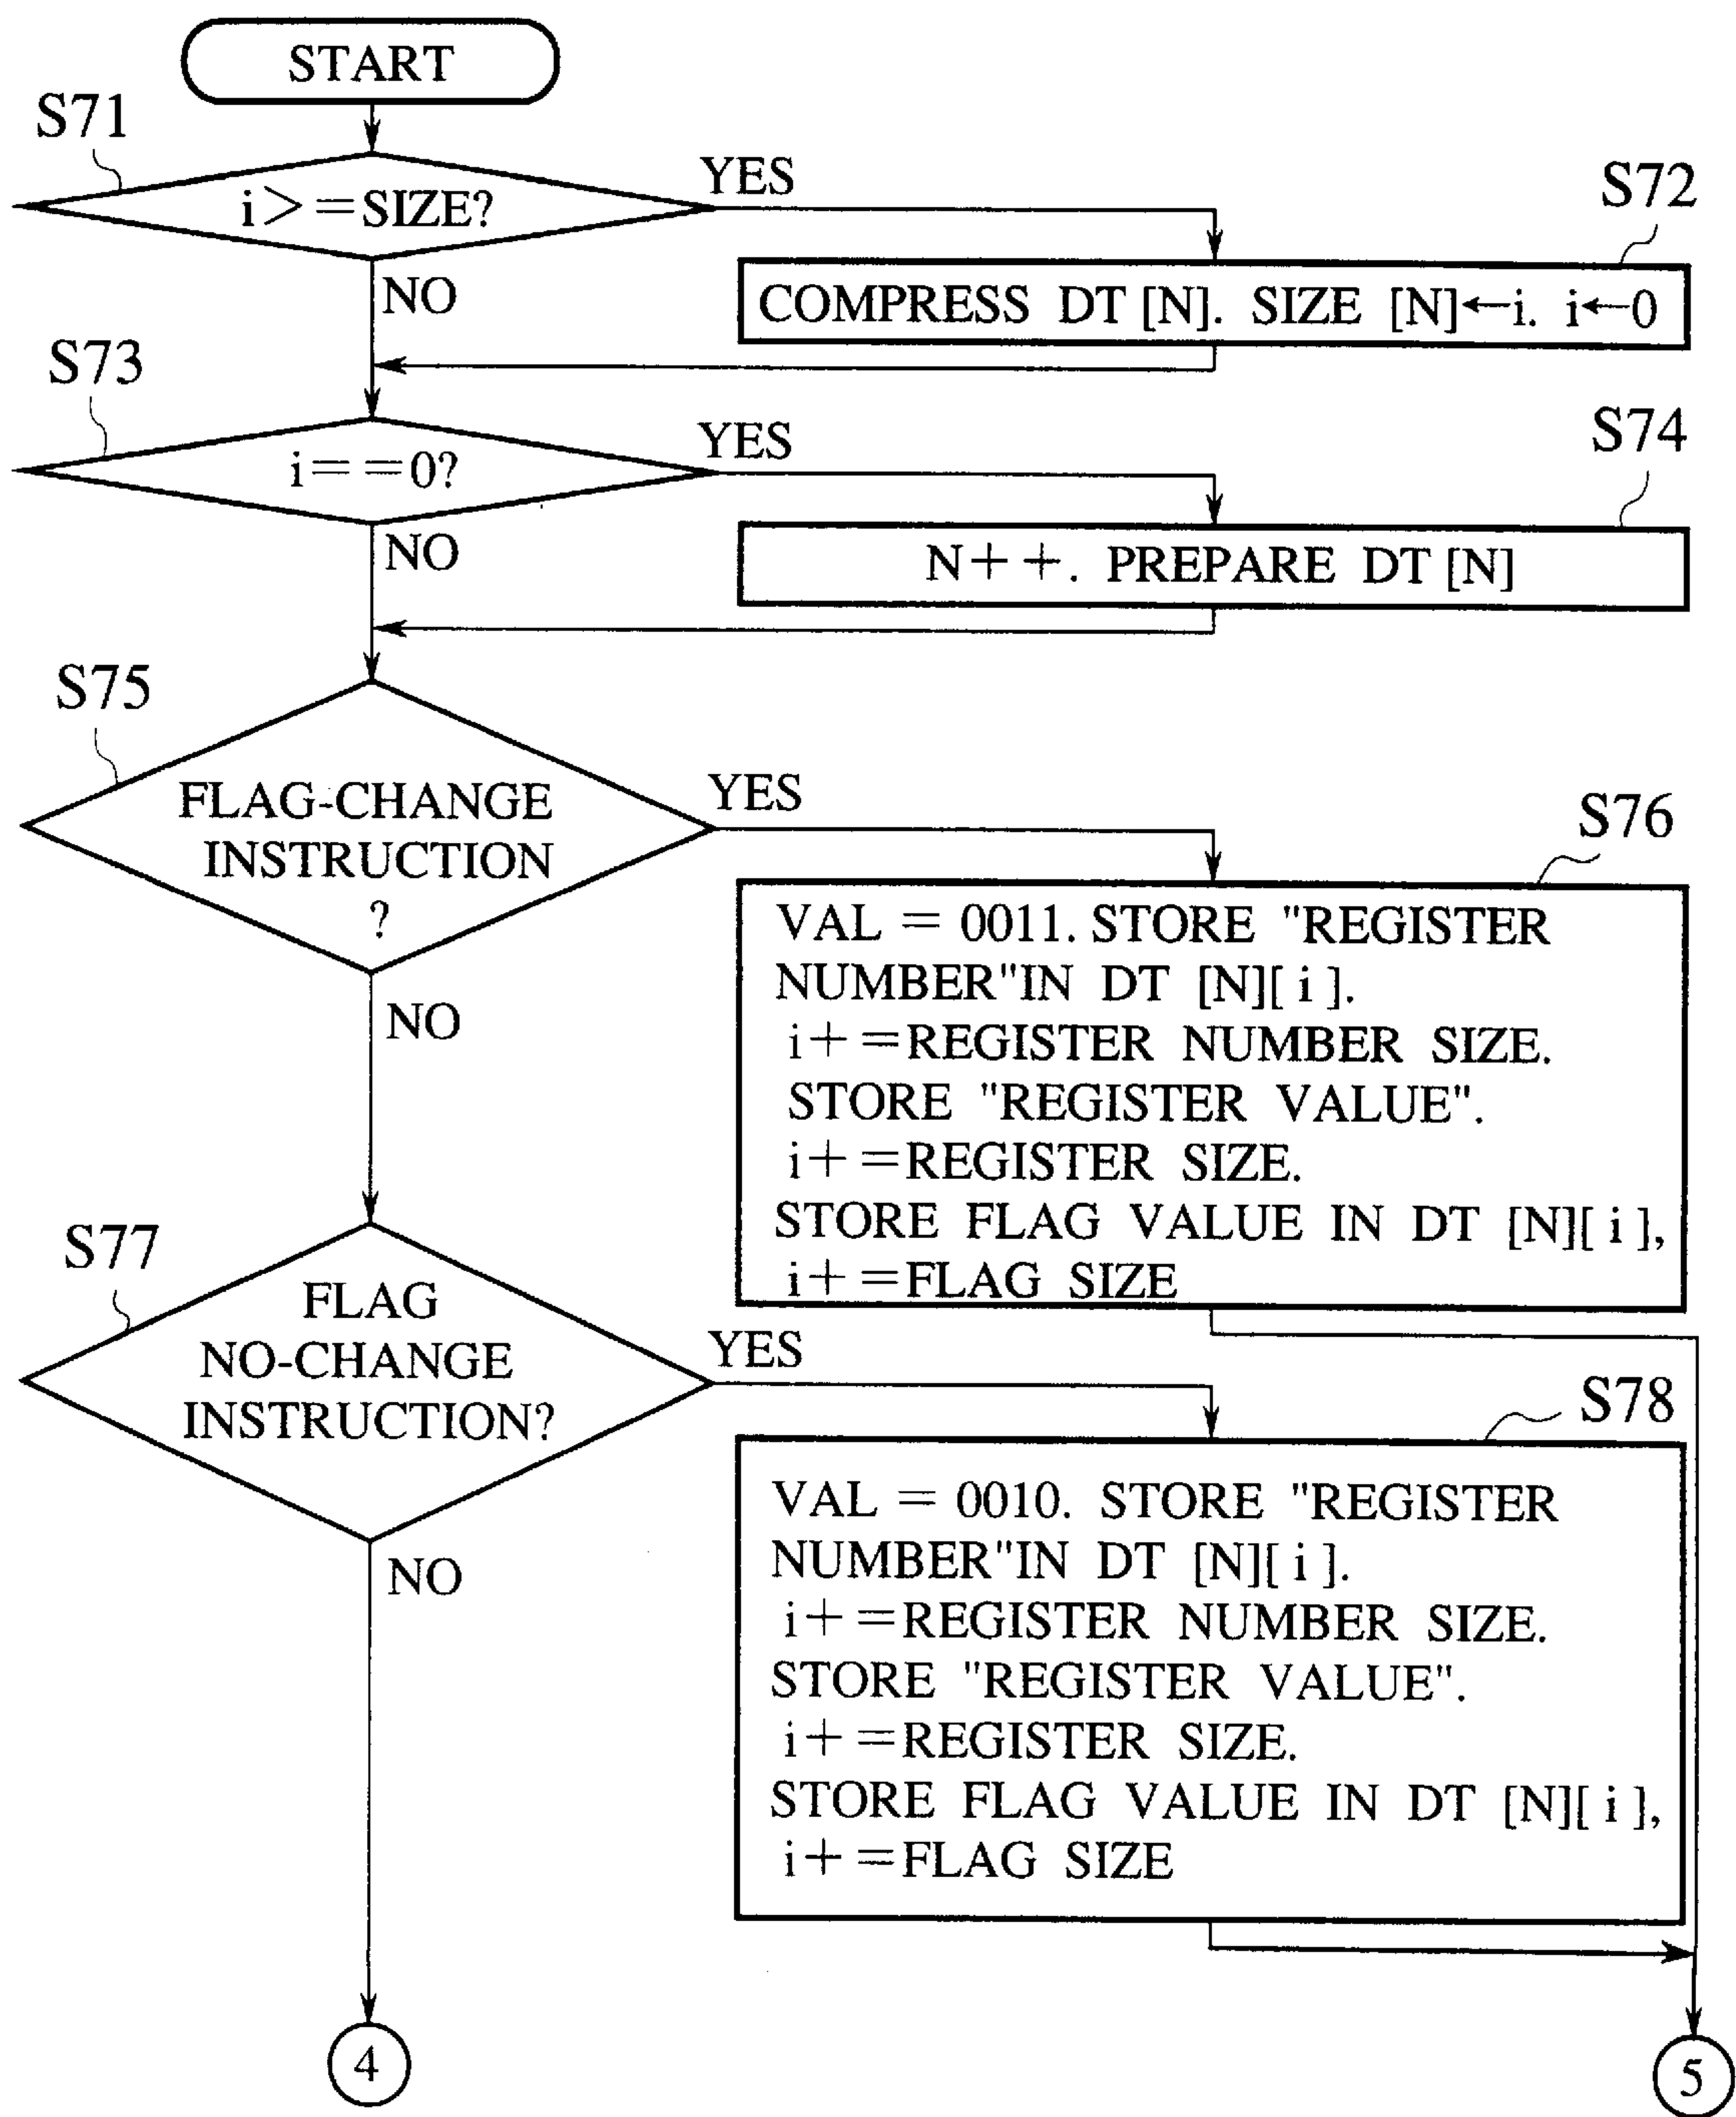 START
S71
i>=SIZE?
YES
NO
S72
COMPRESS DT [N]. SIZE [N]←i. i←0
S73
i==0?
YES
NO
S74
N++. PREPARE DT [N]
S75
FLAG-CHANGE
INSTRUCTION
?
YES
NO
S76
VAL = 0011. STORE "REGISTER
NUMBER"IN DT [N][ i ].
i+=REGISTER NUMBER SIZE.
STORE "REGISTER VALUE".
i+=REGISTER SIZE.
STORE FLAG VALUE IN DT [N][ i ],
i+=FLAG SIZE
S77
FLAG
NO-CHANGE
INSTRUCTION?
YES
NO
S78
VAL = 0010. STORE "REGISTER
NUMBER"IN DT [N][ i ].
i+=REGISTER NUMBER SIZE.
STORE "REGISTER VALUE".
i+=REGISTER SIZE.
STORE FLAG VALUE IN DT [N][ i ],
i+=FLAG SIZE
4
5